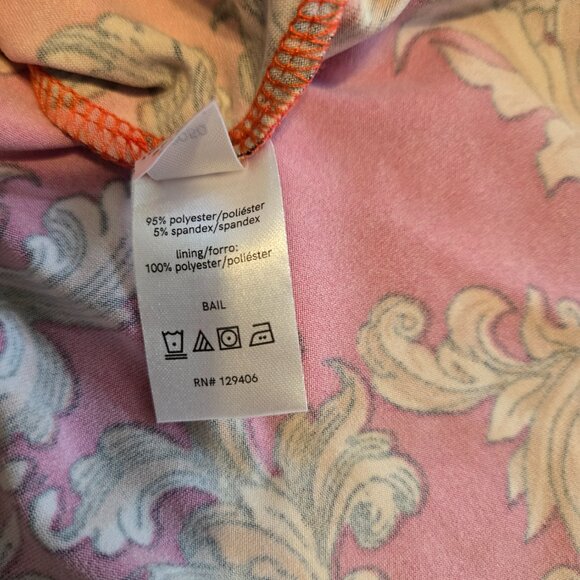 95% polyester/poliéster
5% spandex/spandex
lining/forro:
100% polyester/poliéster
BAIL
RN# 129406